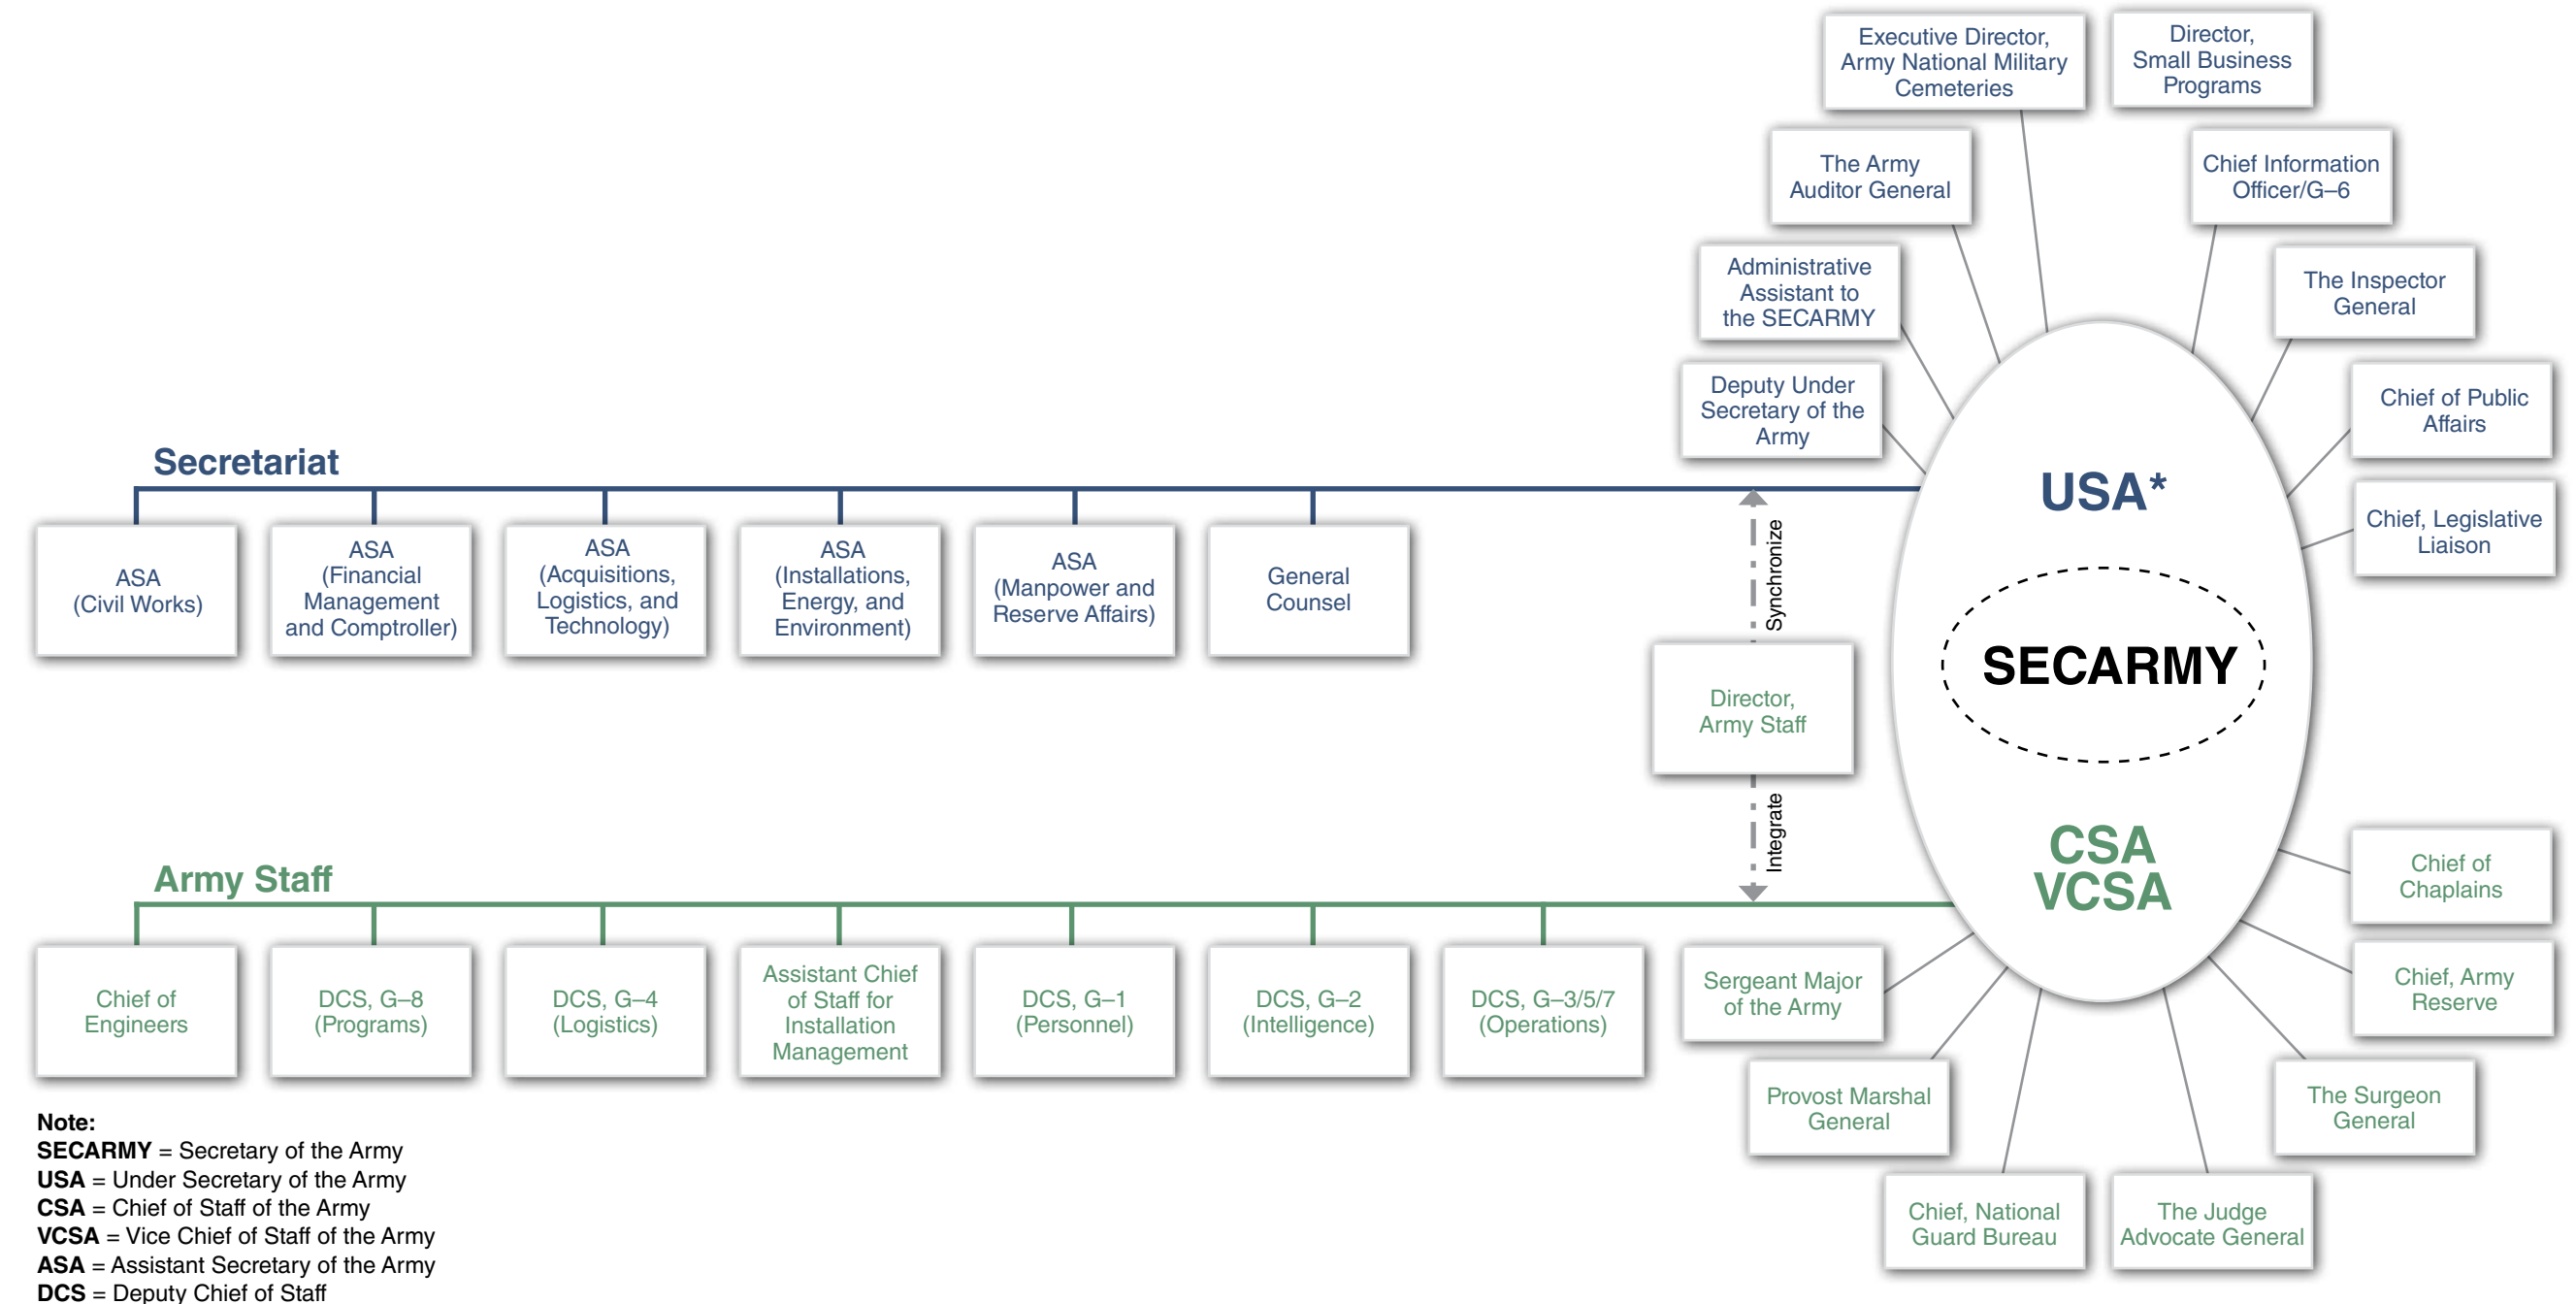 Executive Director,
Army National Military
Cemeteries
Director,
Small Business
Programs
The Army
Auditor General
Chief Information
Officer/G–6
Administrative
Assistant to
the SECARMY
The Inspector
General
Deputy Under
Secretary of the
Army
Chief of Public
Affairs
Secretariat
USA*
Chief, Legislative
Liaison
ASA
(Civil Works)
ASA
(Financial
Management
and Comptroller)
ASA
(Acquisitions,
Logistics, and
Technology)
ASA
(Installations,
Energy, and
Environment)
ASA
(Manpower and
Reserve Affairs)
General
Counsel
Synchronize
SECARMY
Director,
Army Staff
Integrate
CSA
VCSA
Army Staff
Chief of
Chaplains
Chief of
Engineers
DCS, G–8
(Programs)
DCS, G–4
(Logistics)
Assistant Chief
of Staff for
Installation
Management
DCS, G–1
(Personnel)
DCS, G–2
(Intelligence)
DCS, G–3/5/7
(Operations)
Sergeant Major
of the Army
Chief, Army
Reserve
Provost Marshal
General
The Surgeon
General
Chief, National
Guard Bureau
The Judge
Advocate General
Note:
SECARMY = Secretary of the Army
USA = Under Secretary of the Army
CSA = Chief of Staff of the Army
VCSA = Vice Chief of Staff of the Army
ASA = Assistant Secretary of the Army
DCS = Deputy Chief of Staff